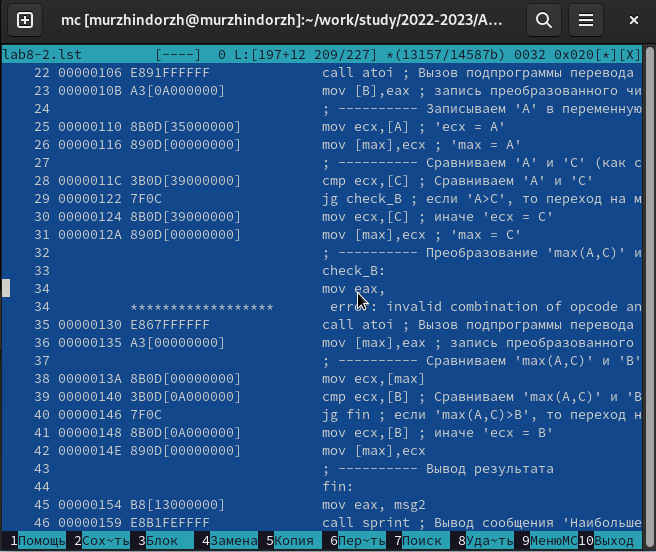 mc [murzhindorzh@murzhindorzh]:~/work/study/2022-2023/А...
lab8-2.lst [----] 0 L:[197+12 209/227] *(13157/14587b) 0032 0x020[*][X]
22 00000106 E891FFFFFF call atoi ; Вызов подпрограммы перевода
23 0000010B A3[0A000000] mov [B],eax ; запись преобразованного чи
24 ; ---------- Записываем 'A' в переменную
25 00000110 8B0D[35000000] mov ecx,[A] ; 'ecx = A'
26 00000116 890D[00000000] mov [max],ecx ; 'max = A'
27 ; ---------- Сравниваем 'A' и 'С' (как с
28 0000011C 3B0D[39000000] cmp ecx,[C] ; Сравниваем 'A' и 'С'
29 00000122 7F0C jg check_B ; если 'A>C', то переход на м
30 00000124 8B0D[39000000] mov ecx,[C] ; иначе 'ecx = C'
31 0000012A 890D[00000000] mov [max],ecx ; 'max = C'
32 ; ---------- Преобразование 'max(A,C)' и
33 check_B:
34 mov eax,
34 ****************** error: invalid combination of opcode an
35 00000130 E867FFFFFF call atoi ; Вызов подпрограммы перевода
36 00000135 A3[00000000] mov [max],eax ; запись преобразованного
37 ; ---------- Сравниваем 'max(A,C)' и 'B'
38 0000013A 8B0D[00000000] mov ecx,[max]
39 00000140 3B0D[0A000000] cmp ecx,[B] ; Сравниваем 'max(A,C)' и 'B
40 00000146 7F0C jg fin ; если 'max(A,C)>B', то переход н
41 00000148 8B0D[0A000000] mov ecx,[B] ; иначе 'ecx = B'
42 0000014E 890D[00000000] mov [max],ecx
43 ; ---------- Вывод результата
44 fin:
45 00000154 B8[13000000] mov eax, msg2
46 00000159 E8B1FEFFFF call sprint ; Вывод сообщения 'Наибольше
1Помощь 2Сох~ть 3Блок 4Замена 5Копия 6Пер~ть 7Поиск 8Уда~ть 9МенюMC 10Выход